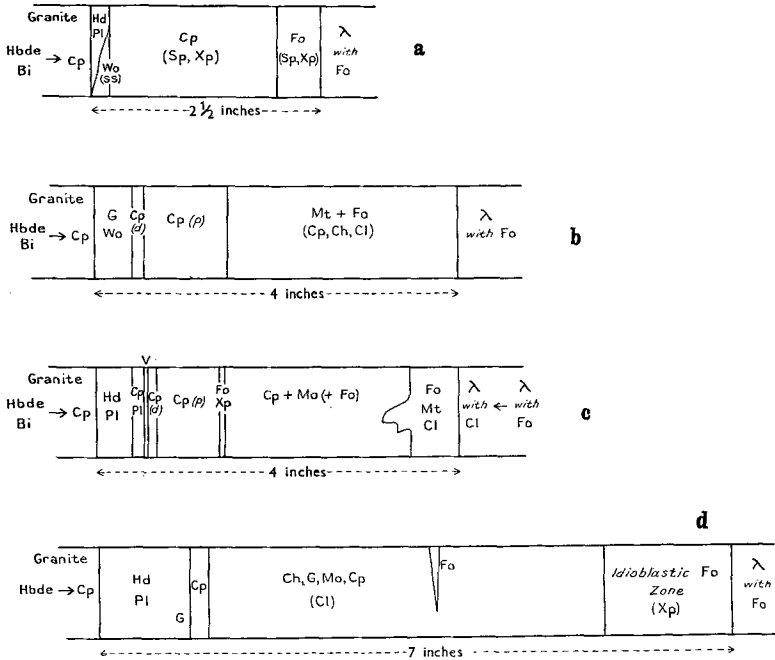 Granite
Hbde → Cp
Bi
Hd
Pl
Wo
(ss)
Cp
(Sp, Xp)
Fo
(Sp, Xp)
λ
with
Fo
a
2 ½ inches
Granite
Hbde → Cp
Bi
G
Wo
Cp
(d)
Cp (p)
Mt + Fo
(Cp, Ch, Cl)
λ
with Fo
b
4 inches
V
Granite
Hbde → Cp
Bi
Hd
Pl
Cp
Pl
Cp
(d)
Cp (p)
Fo
Xp
Cp + Mo (+ Fo)
Fo
Mt
Cl
λ
with
Cl
←
λ
with
Fo
c
4 inches
d
Granite
Hbde → Cp
Hd
Pl
G
Cp
Ch, G, Mo, Cp
(Cl)
Fo
Idioblastic Fo
Zone
(Xp)
λ
with
Fo
7 inches